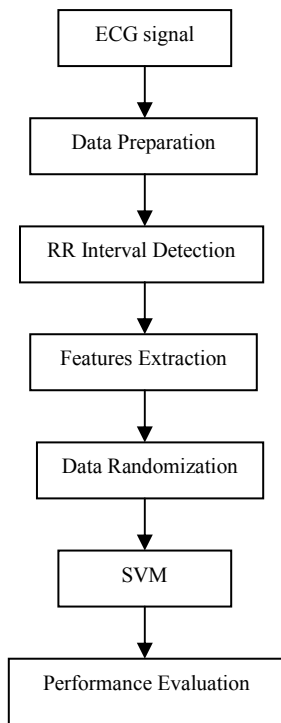 ECG signal
Data Preparation
RR Interval Detection
Features Extraction
Data Randomization
SVM
Performance Evaluation